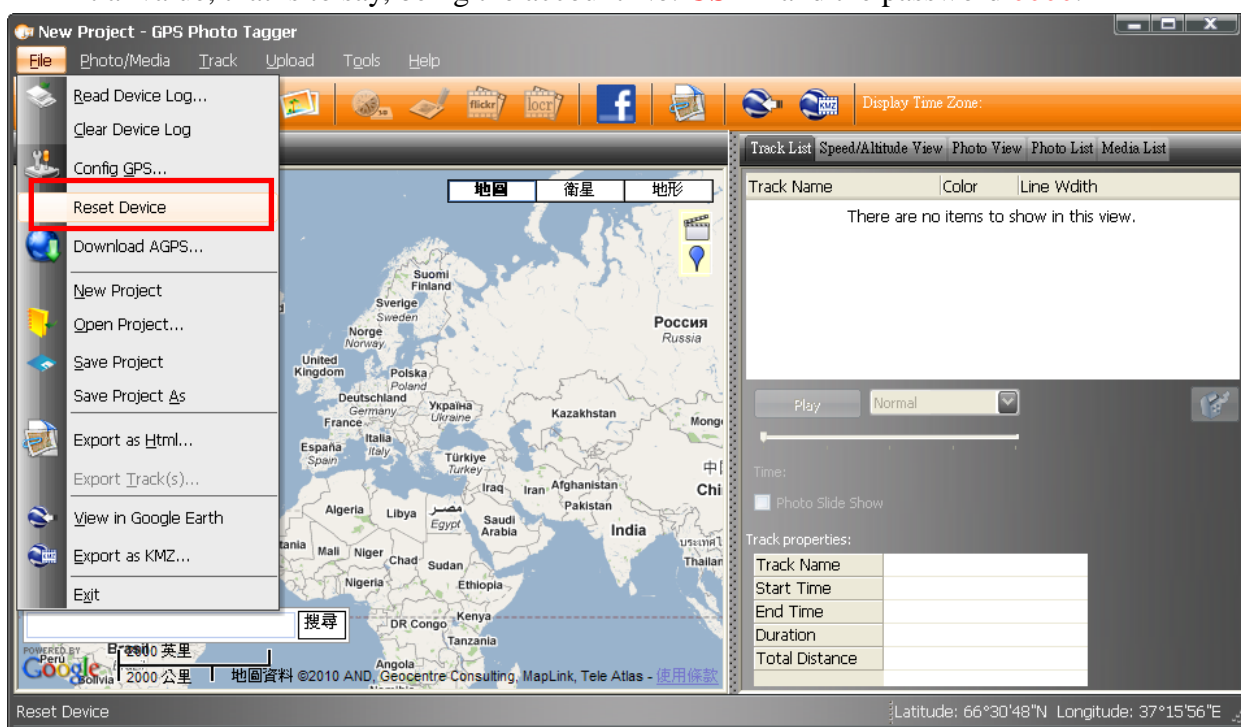 New Project - GPS Photo Tagger
File Photo/Media Track Upload Tools Help
Read Device Log...
Clear Device Log
Config GPS...
Reset Device
Download AGPS...
New Project
Open Project...
Save Project
Save Project As
Export as Html...
Export Track(s)...
View in Google Earth
Export as KMZ...
Exit
flickr locr f KMZ
Display Time Zone:
地圖 衛星 地形
Suomi
Finland
Sverige
Sweden
Norge
Norway
Россия
Russia
United
Kingdom
Polska
Poland
Deutschland
Germany
Україна
Ukraine
France
Kazakhstan
Italia
Italy
España
Spain
Türkiye
Turkey
Iraq
Iran
Afghanistan
Pakistan
Algeria
Libya
مصر
Egypt
Saudi
Arabia
India
Mali
Niger
Chad
Sudan
Nigeria
Ethiopia
Kenya
DR Congo
Tanzania
Angola
搜尋
POWERED BY
Google
Peru
Brasil
Bolivia
2000 英里
2000 公里
地圖資料 ©2010 AND, Geocentre Consulting, MapLink, Tele Atlas - 使用條款
Track List Speed/Altitude View Photo View Photo List Media List
Track Name Color Line Wdith
There are no items to show in this view.
Play Normal
Time:
Photo Slide Show
Track properties:
Track Name
Start Time
End Time
Duration
Total Distance
Reset Device
Latitude: 66°30'48"N Longitude: 37°15'56"E